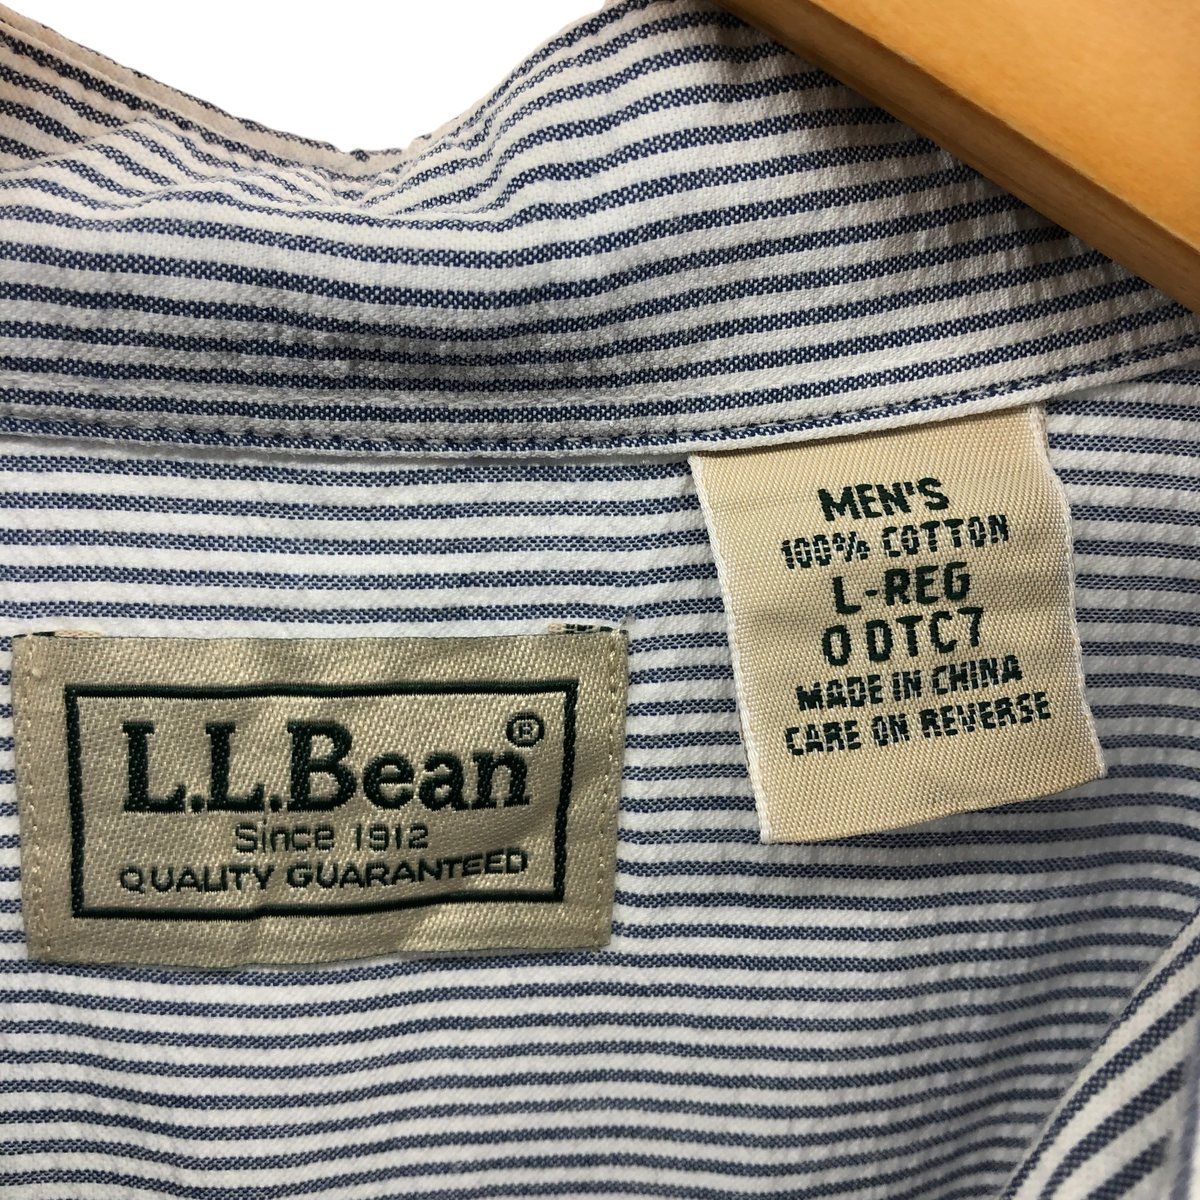 L.L.Bean®
Since 1912
QUALITY GUARANTEED
MEN'S
100% COTTON
L-REG
0 DTC7
MADE IN CHINA
CARE ON REVERSE